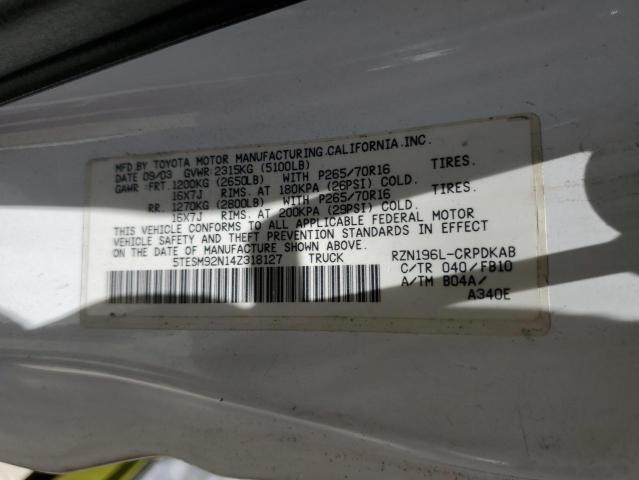 MFD.BY TOYOTA MOTOR MANUFACTURING.CALIFORNIA.INC.
DATE 09/03 GVWR 2315KG (5100LB)
GAWR :FRT.1200KG (2650LB) WITH P265/70R16 TIRES.
16X7J RIMS. AT 180KPA (26PSI) COLD.
RR. 1270KG (2800LB) WITH P265/70R16 TIRES.
16X7J RIMS. AT 200KPA (29PSI) COLD.
THIS VEHICLE CONFORMS TO ALL APPLICABLE FEDERAL MOTOR
VEHICLE SAFETY AND THEFT PREVENTION STANDARDS IN EFFECT
ON THE DATE OF MANUFACTURE SHOWN ABOVE.
5TESM92N14Z318127 TRUCK RZN196L-CRPDKAB
C/TR 040/FB10
A/TM B04A/
A340E